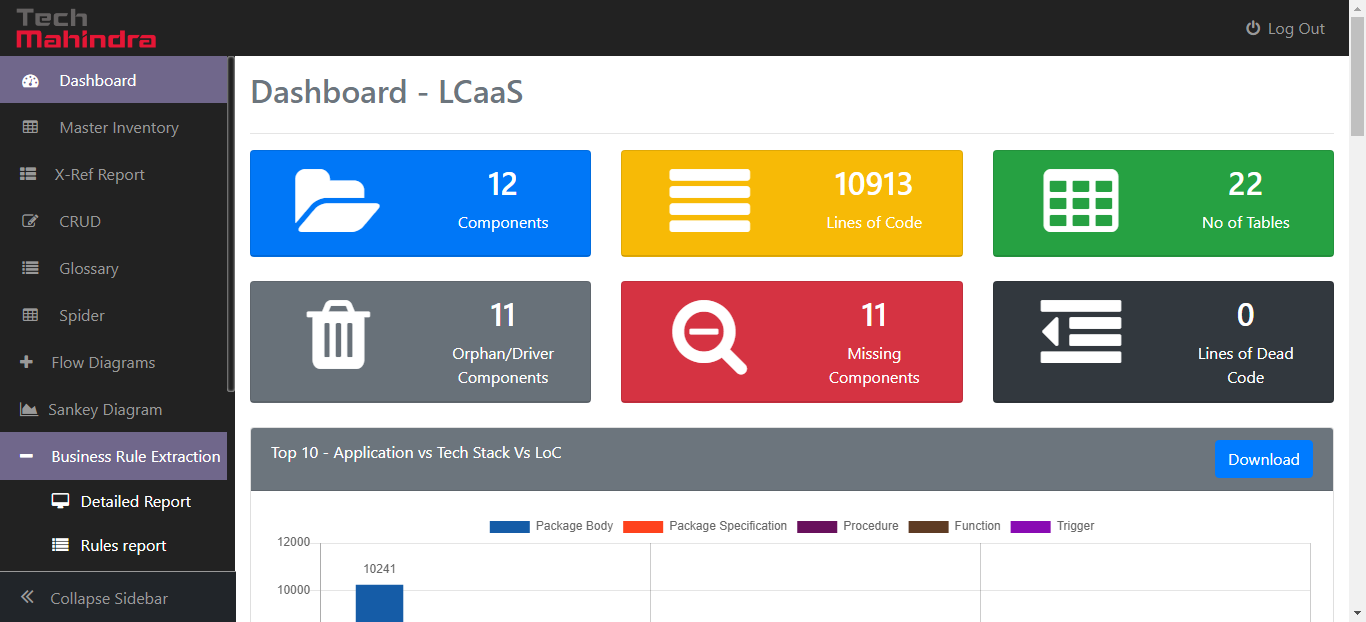 Tech
Mahindra
Log Out
Dashboard
Master Inventory
X-Ref Report
CRUD
Glossary
Spider
Flow Diagrams
Sankey Diagram
Business Rule Extraction
Detailed Report
Rules report
Collapse Sidebar
Dashboard - LCaaS
12
Components
10913
Lines of Code
22
No of Tables
11
Orphan/Driver
Components
11
Missing
Components
0
Lines of Dead
Code
Top 10 - Application vs Tech Stack Vs LoC
Download
Package Body Package Specification Procedure Function Trigger
12000
10241
10000